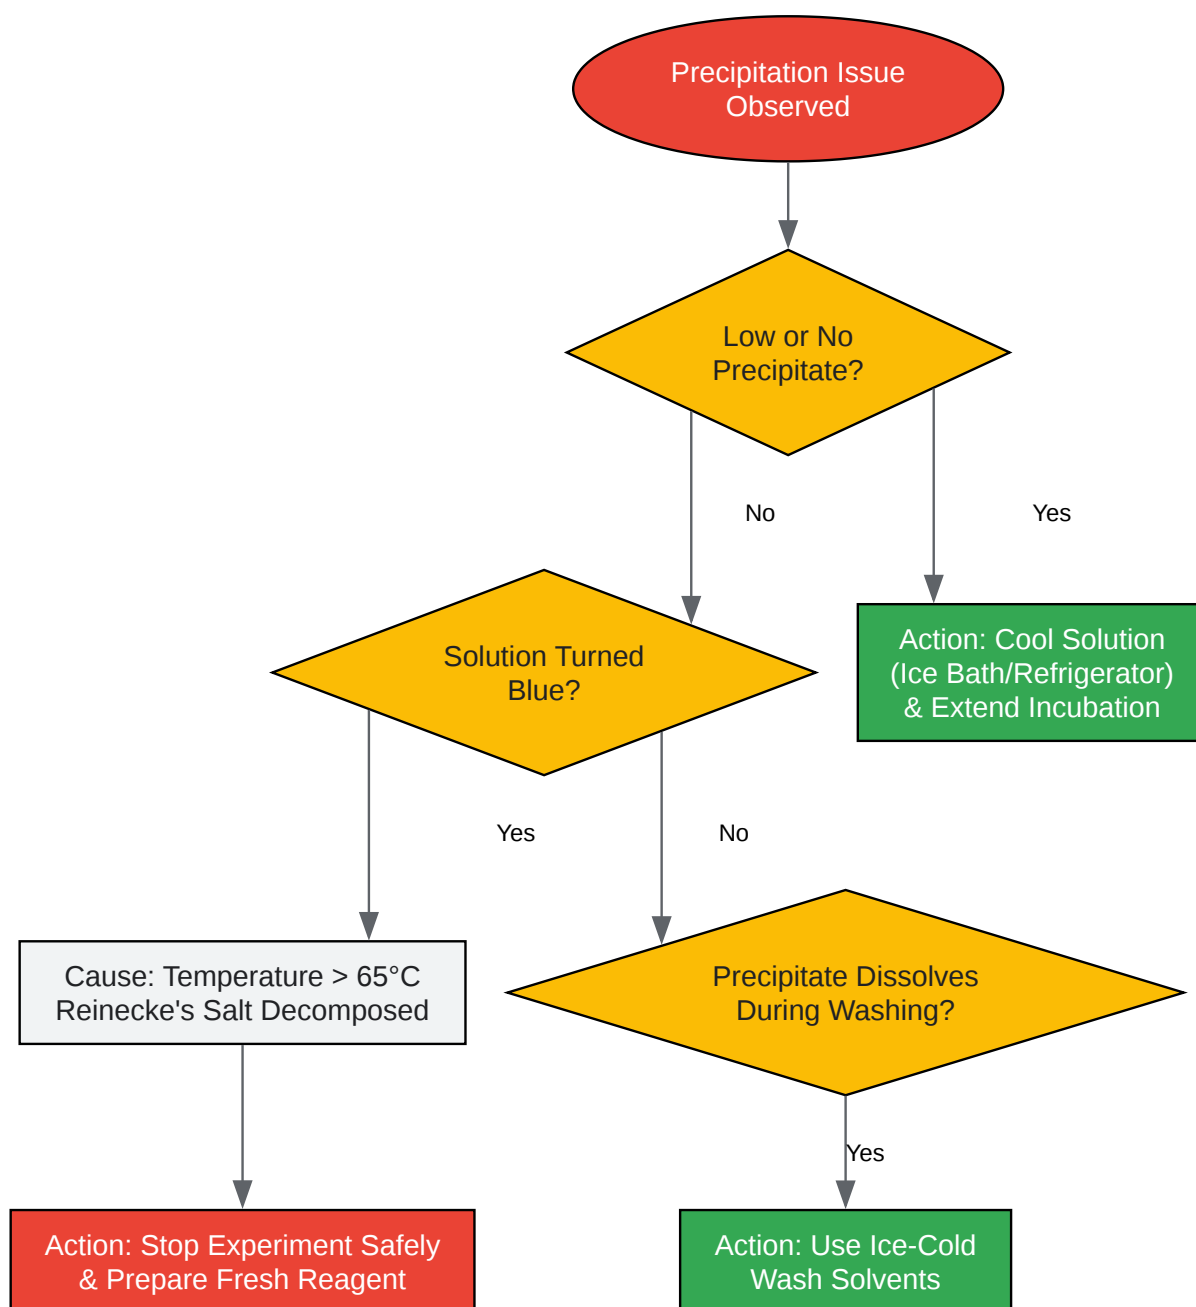 Precipitation Issue
Observed
Low or No
Precipitate?
No
Yes
Solution Turned
Blue?
Action: Cool Solution
(Ice Bath/Refrigerator)
& Extend Incubation
Yes
No
Cause: Temperature > 65°C
Reinecke's Salt Decomposed
Precipitate Dissolves
During Washing?
Yes
Action: Stop Experiment Safely
& Prepare Fresh Reagent
Action: Use Ice-Cold
Wash Solvents